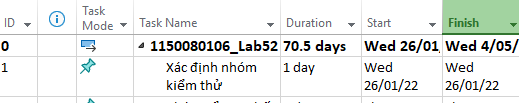 ID Task Mode Task Name Duration Start Finish
0 1150080106_Lab52 70.5 days Wed 26/01, Wed 4/05/
1 Xác định nhóm kiểm thử 1 day Wed 26/01/22 Wed 26/01/22